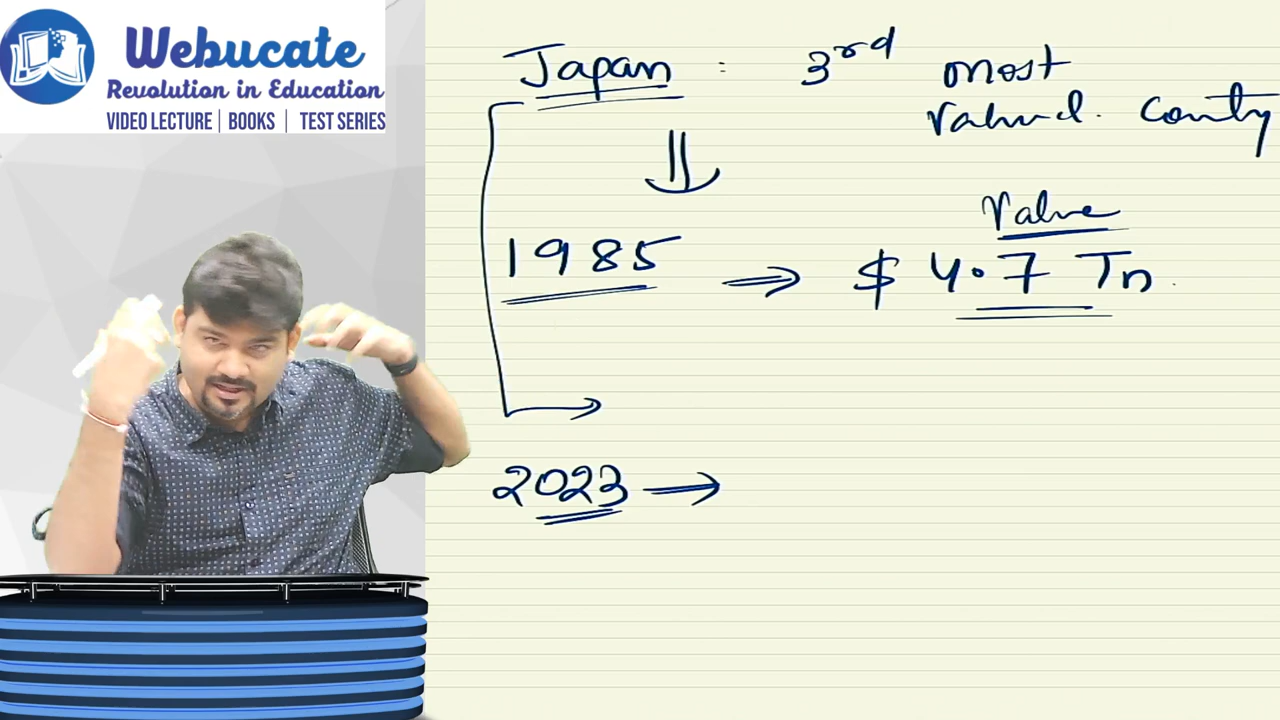 Webucate
Revolution in Education
VIDEO LECTURE | BOOKS | TEST SERIES
Japan : 3rd most
Valued. County
Value
1985 ⇒ $ 4.7 Tn
2023 →